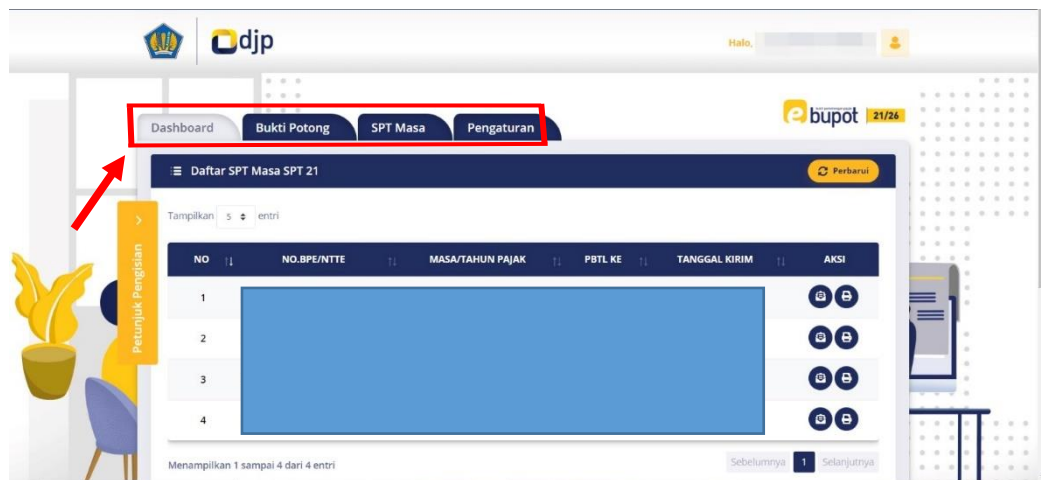 djp
Halo,
Dashboard Bukti Potong SPT Masa Pengaturan
e bupot 21/26
Daftar SPT Masa SPT 21 Perbarui
Tampilkan 5 entri
Petunjuk Pengisian >
NO NO.BPE/NTTE MASA/TAHUN PAJAK PBTL KE TANGGAL KIRIM AKSI
1
2
3
4
Menampilkan 1 sampai 4 dari 4 entri Sebelumnya 1 Selanjutnya